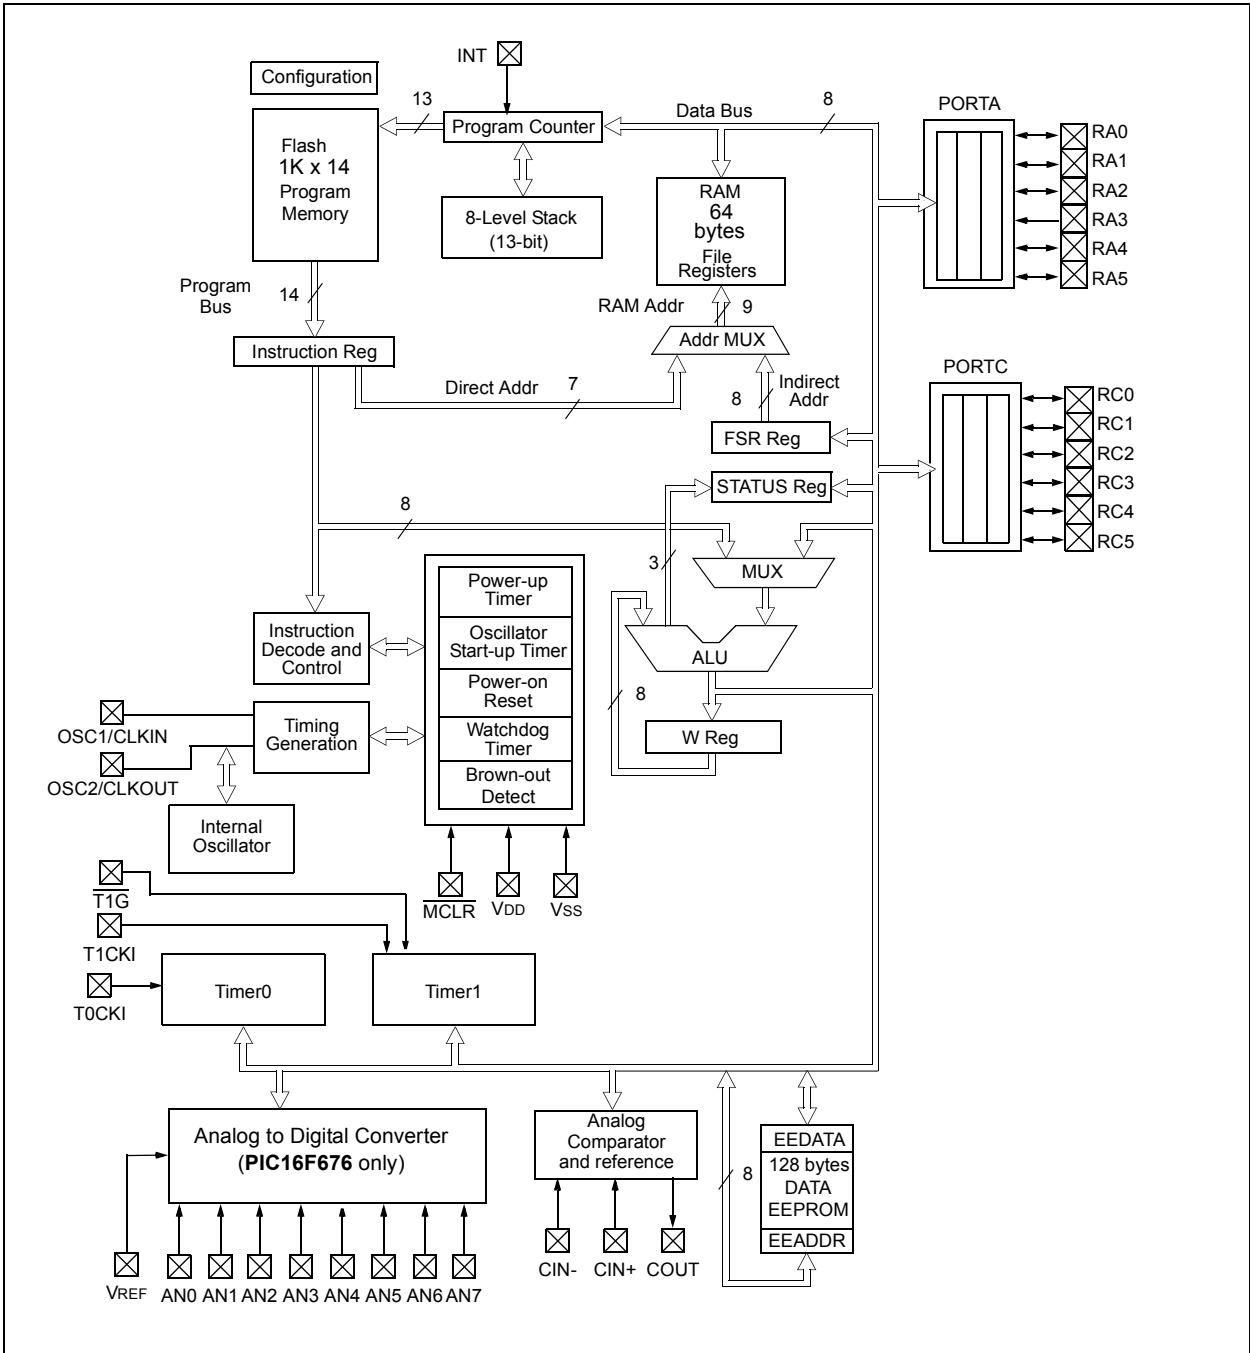 INT
Configuration
13
Program Counter
Data Bus
8
PORTA
Flash
1K x 14
Program
Memory
8-Level Stack
(13-bit)
RAM
64
bytes
File
Registers
RA0
RA1
RA2
RA3
RA4
RA5
Program
Bus
14
RAM Addr
9
Instruction Reg
Addr MUX
Direct Addr
7
8
Indirect
Addr
FSR Reg
PORTC
RC0
RC1
RC2
RC3
RC4
RC5
STATUS Reg
8
3
MUX
Power-up
Timer
Oscillator
Start-up Timer
Power-on
Reset
Watchdog
Timer
Brown-out
Detect
Instruction
Decode and
Control
ALU
8
W Reg
OSC1/CLKIN
Timing
Generation
OSC2/CLKOUT
Internal
Oscillator
T1G
MCLR
VDD
VSS
T1CKI
T0CKI
Timer0
Timer1
Analog to Digital Converter
(PIC16F676 only)
Analog
Comparator
and reference
8
EEDATA
128 bytes
DATA
EEPROM
EEADDR
CIN-
CIN+
COUT
VREF
AN0
AN1
AN2
AN3
AN4
AN5
AN6
AN7